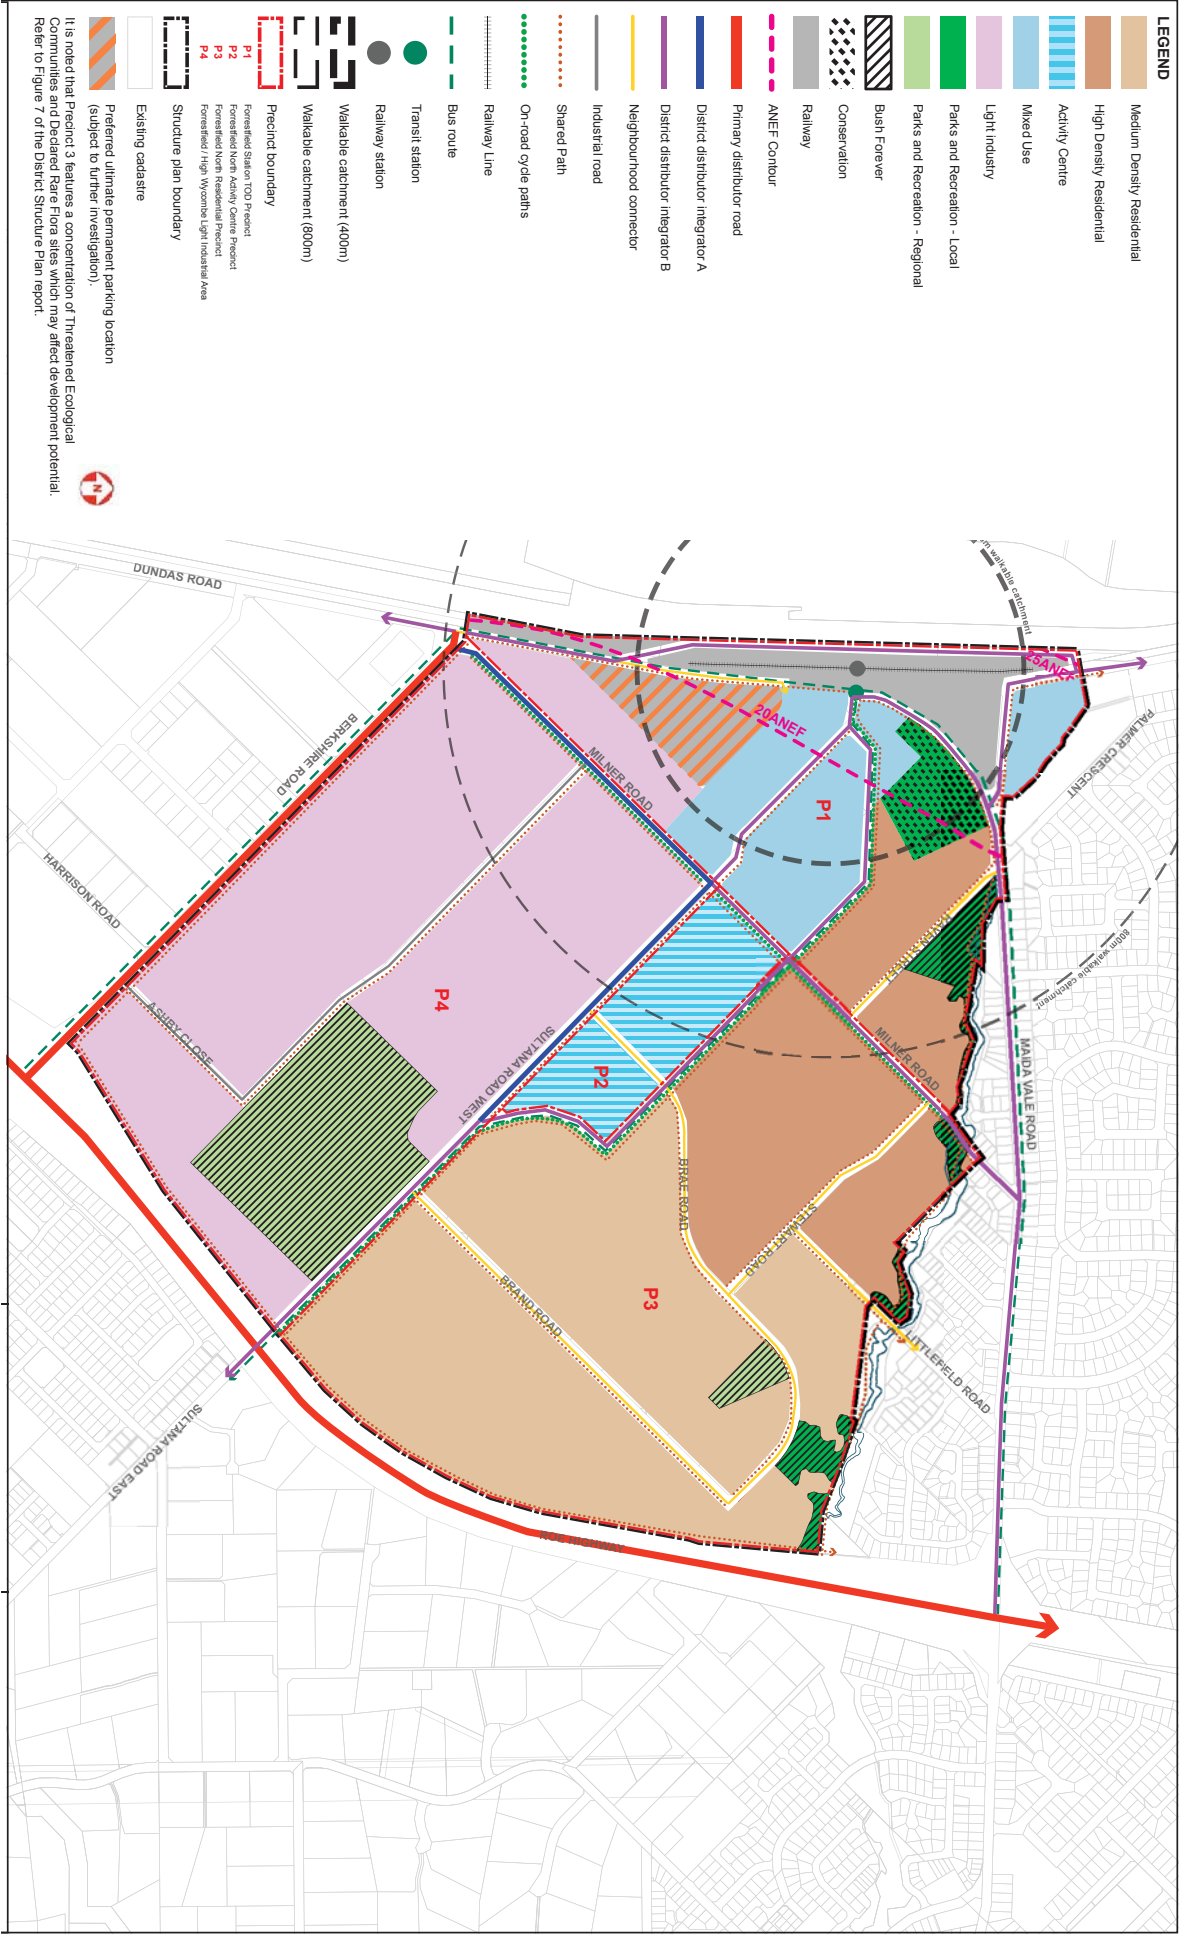 LEGEND
Medium Density Residential
High Density Residential
Activity Centre
Mixed Use
Light industry
Parks and Recreation - Local
Parks and Recreation - Regional
Bush Forever
Conservation
Railway
ANEF Contour
Primary distributor road
District distributor integrator A
District distributor integrator B
Neighbourhood connector
Industrial road
Shared Path
On-road cycle paths
Railway Line
Bus route
Transit station
Railway station
Walkable catchment (400m)
Walkable catchment (800m)
Precinct boundary
P1 Forrestfield Station TOD Precinct
P2 Forrestfield North Activity Centre Precinct
P3 Forrestfield North Residential Precinct
P4 Forrestfield / High Wycombe Light Industrial Area
Structure plan boundary
Existing cadastre
Preferred ultimate permanent parking location
(subject to further investigation).
It is noted that Precinct 3 features a concentration of Threatened Ecological
Communities and Declared Rare Flora sites which may affect development potential.
Refer to Figure 7 of the District Structure Plan report.
N
DUNDAS ROAD
BERKSHIRE ROAD
HARRISON ROAD
ASHBY CLOSE
MILNER ROAD
SULTANA ROAD WEST
SULTANA ROAD EAST
BRAND ROAD
BRAE ROAD
STEWART ROAD
MILNER ROAD
LITTLEFIELD ROAD
MAIDA VALE ROAD
PALMER CRESCENT
ROE HIGHWAY
walkable catchment
800m walkable catchment
20ANEF
25ANEF
P1
P2
P3
P4